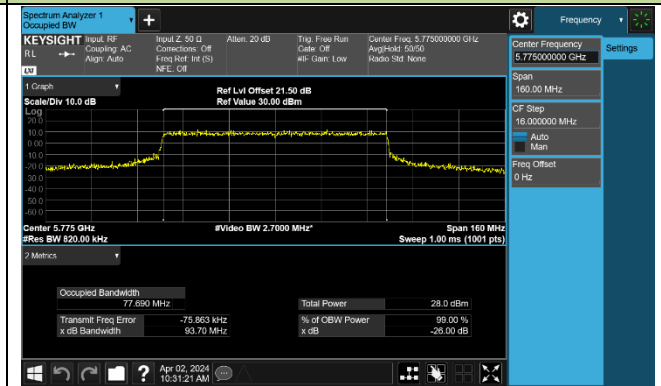 Spectrum Analyzer 1
Occupied BW
+
Frequency
KEYSIGHT
RL
LXI
Input: RF
Coupling: AC
Align: Auto
Input Z: 50 Ω
Corrections: Off
Freq Ref: Int (S)
NFE: Off
Atten: 20 dB
Trig: Free Run
Gate: Off
#IF Gain: Low
Center Freq: 5.775000000 GHz
Avg|Hold: 50/50
Radio Std: None
Center Frequency
5.775000000 GHz
Settings
Span
160.00 MHz
CF Step
16.000000 MHz
Auto
Man
Freq Offset
0 Hz
1 Graph
Scale/Div 10.0 dB
Ref Lvl Offset 21.50 dB
Ref Value 30.00 dBm
Log
20.0
10.0
0.00
-10.0
-20.0
-30.0
-40.0
-50.0
-60.0
Center 5.775 GHz
#Res BW 820.00 kHz
#Video BW 2.7000 MHz*
Span 160 MHz
Sweep 1.00 ms (1001 pts)
2 Metrics
Occupied Bandwidth
77.690 MHz
Total Power 28.0 dBm
Transmit Freq Error -75.863 kHz
% of OBW Power 99.00 %
x dB Bandwidth 93.70 MHz
x dB -26.00 dB
?
Apr 02, 2024
10:31:21 AM